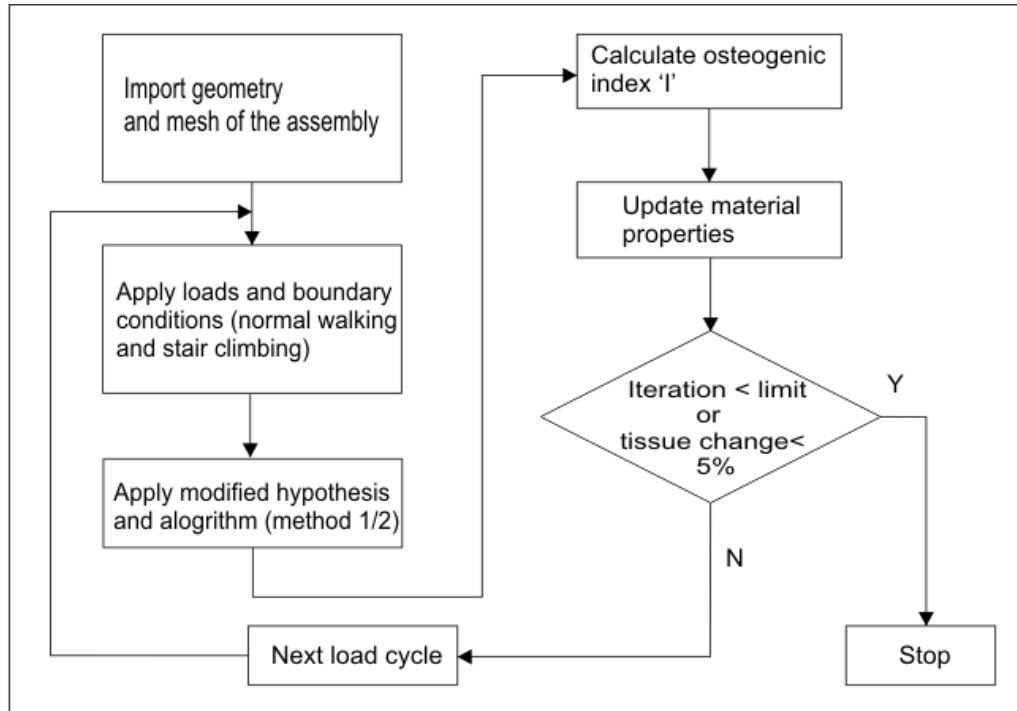 Import geometry
and mesh of the assembly
Apply loads and boundary
conditions (normal walking
and stair climbing)
Apply modified hypothesis
and alogrithm (method 1/2)
Calculate osteogenic
index ‘I’
Update material
properties
Iteration < limit
or
tissue change<
5%
Y
N
Next load cycle
Stop